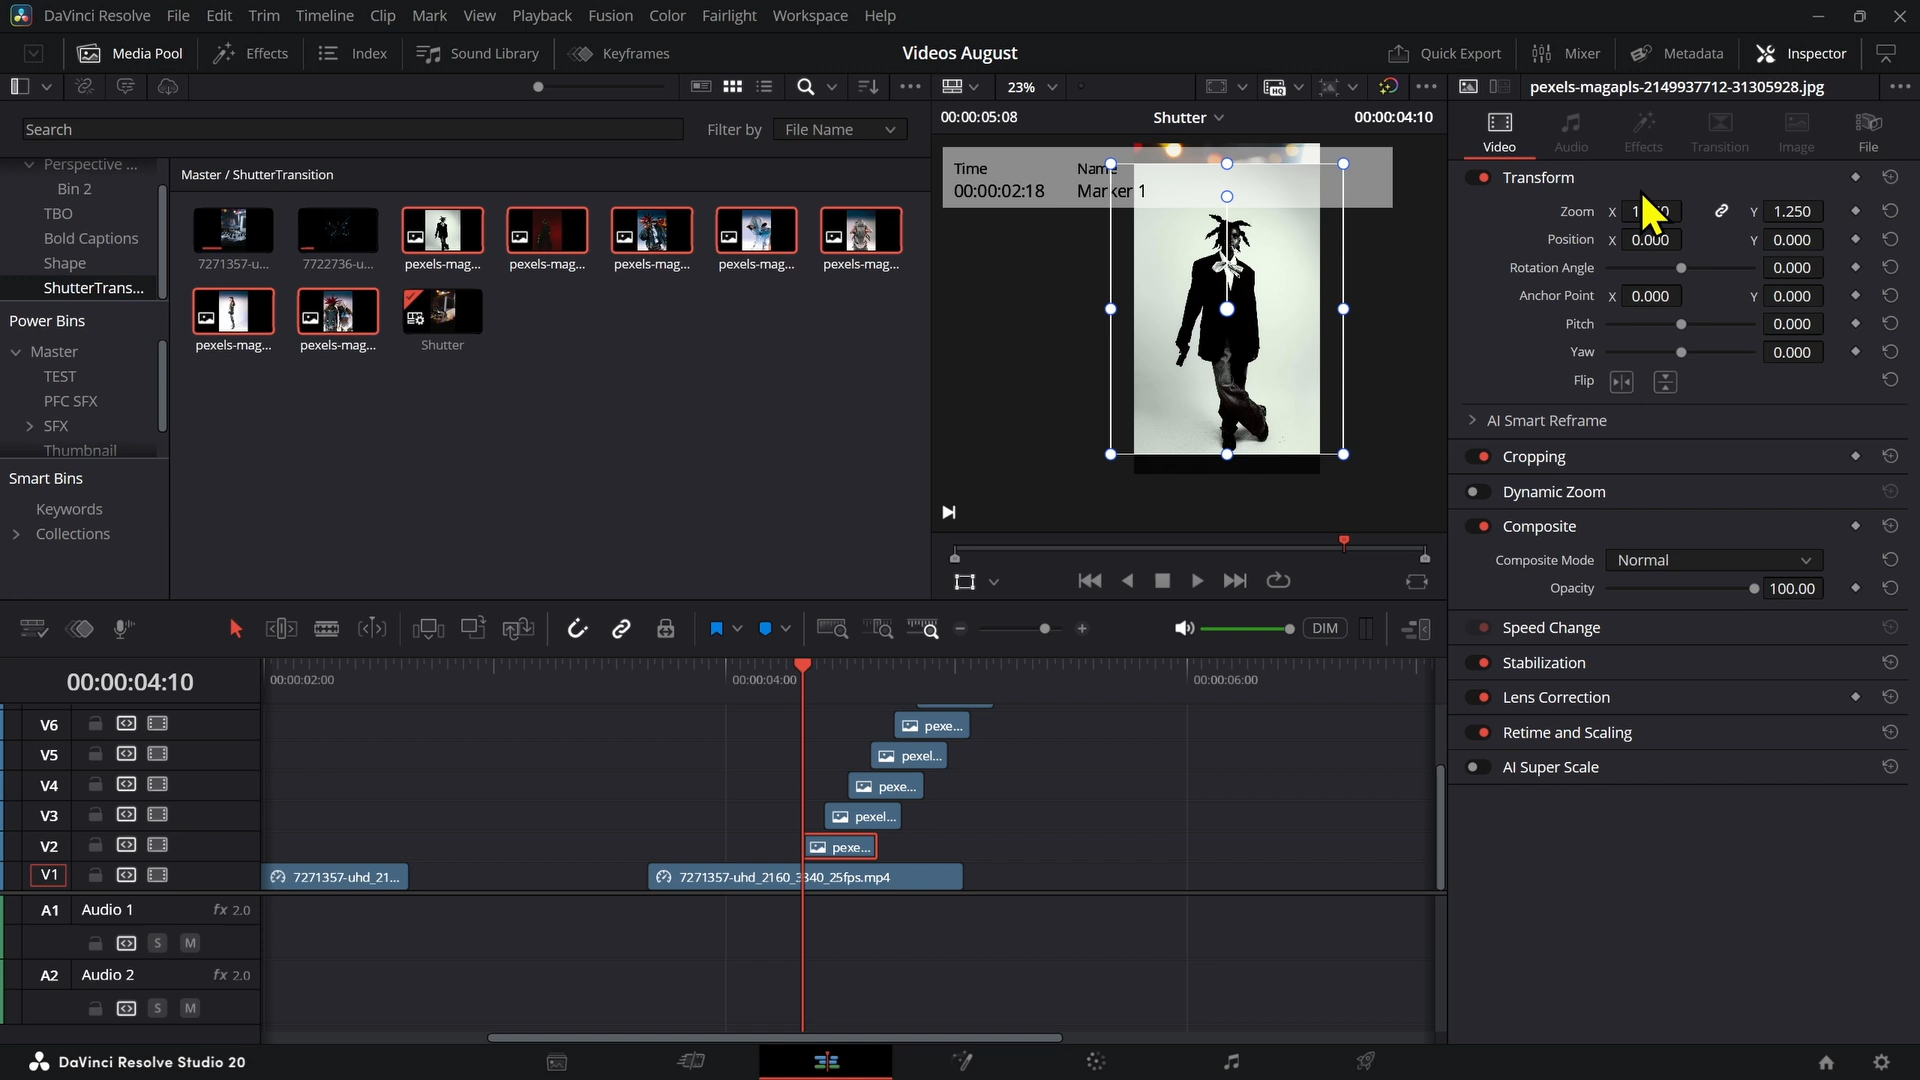 DaVinci Resolve File Edit Trim Timeline Clip Mark View Playback Fusion Color Fairlight Workspace Help
Media Pool Effects Index Sound Library Keyframes Videos August Quick Export Mixer Metadata Inspector
23% pexels-magapls-2149937712-31305928.jpg
00:00:05:08 Shutter 00:00:04:10
Search Filter by File Name
Video Audio Effects Transition Image File
Perspective ...
Bin 2
TBO
Bold Captions
Shape
ShutterTrans...
Power Bins
Master
TEST
PFC SFX
SFX
Thumbnail
Smart Bins
Keywords
Collections
Master / ShutterTransition
7271357-u... 7722736-u... pexels-mag... pexels-mag... pexels-mag... pexels-mag... pexels-mag...
pexels-mag... pexels-mag... Shutter
Time Name
00:00:02:18 Marker 1
Transform
Zoom X Y 1.250
Position X 0.000 Y 0.000
Rotation Angle 0.000
Anchor Point X 0.000 Y 0.000
Pitch 0.000
Yaw 0.000
Flip
AI Smart Reframe
Cropping
Dynamic Zoom
Composite
Composite Mode Normal
Opacity 100.00
Speed Change
Stabilization
Lens Correction
Retime and Scaling
AI Super Scale
DIM
00:00:04:10 00:00:02:00 00:00:04:00 00:00:06:00
V6 pexe...
V5 pexel...
V4 pexe...
V3 pexel...
V2 pexe...
V1 7271357-uhd_21... 7271357-uhd_2160_3840_25fps.mp4
A1 Audio 1 fx 2.0
S M
A2 Audio 2 fx 2.0
S M
DaVinci Resolve Studio 20